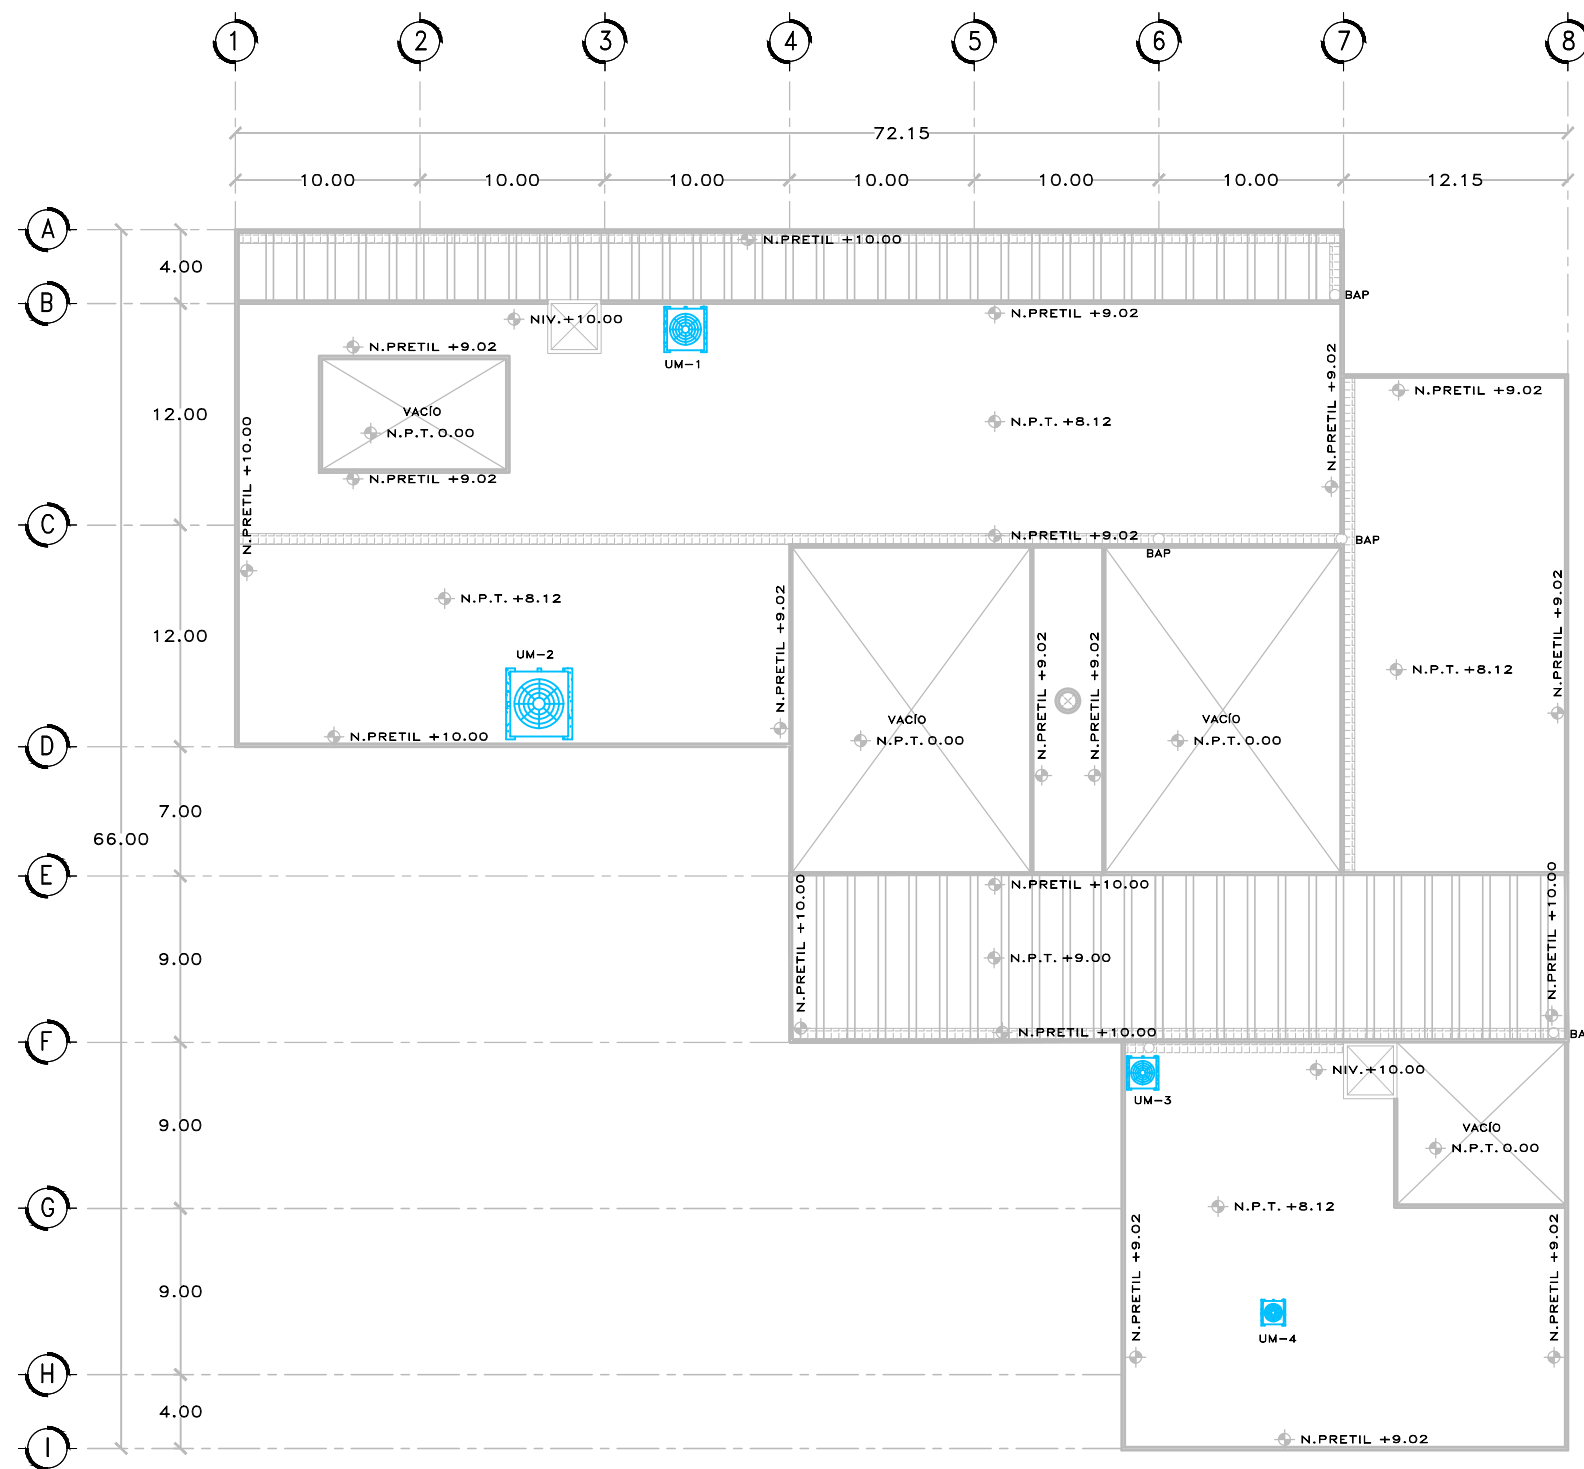 1 2 3 4 5 6 7 8
72.15
10.00 10.00 10.00 10.00 10.00 10.00 12.15
A
N.PRETIL +10.00
4.00
B
BAP
NIV.+10.00
N.PRETIL +9.02
N.PRETIL +9.02
UM-1
N.PRETIL +9.02
N.PRETIL +9.02
12.00
VACÍO
N.P.T. 0.00
N.P.T. +8.12
N.PRETIL +10.00
N.PRETIL +9.02
C
N.PRETIL +9.02
BAP
BAP
N.P.T. +8.12
N.PRETIL +9.02
12.00
UM-2
N.PRETIL +9.02
N.PRETIL +9.02
N.PRETIL +9.02
N.P.T. +8.12
VACÍO
N.P.T. 0.00
VACÍO
N.P.T. 0.00
D
N.PRETIL +10.00
7.00
66.00
E
N.PRETIL +10.00
N.PRETIL +10.00
N.PRETIL +10.00
9.00
N.P.T. +9.00
F
N.PRETIL +10.00
BA
NIV.+10.00
UM-3
9.00
VACÍO
N.P.T. 0.00
G
N.P.T. +8.12
N.PRETIL +9.02
N.PRETIL +9.02
9.00
UM-4
H
4.00
I
N.PRETIL +9.02